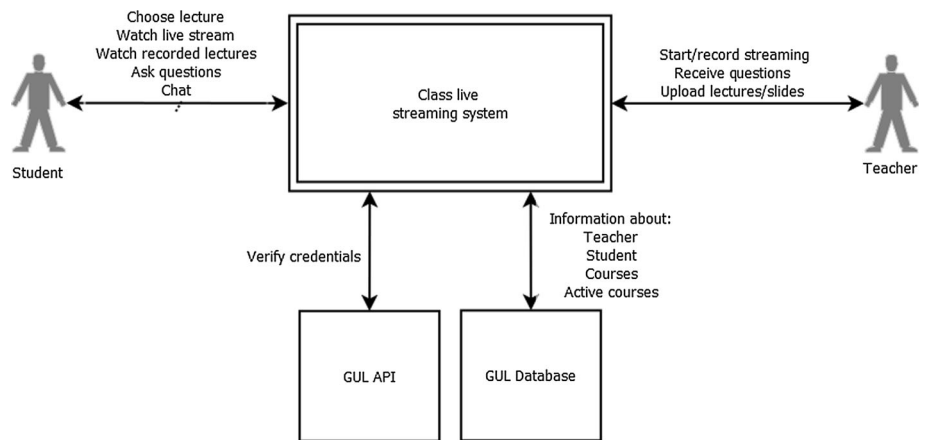 Choose lecture
Watch live stream
Watch recorded lectures
Ask questions
Chat
Student
Class live
streaming system
Start/record streaming
Receive questions
Upload lectures/slides
Teacher
Verify credentials
Information about:
Teacher
Student
Courses
Active courses
GUL API
GUL Database